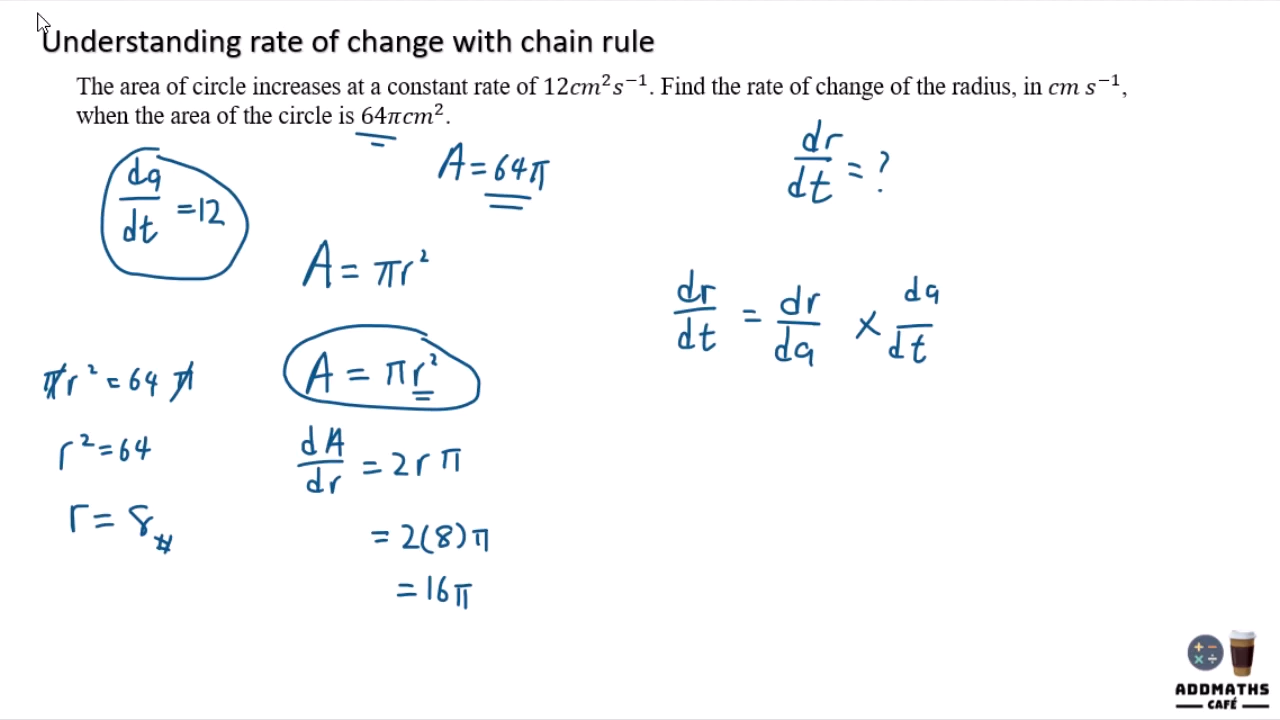 Understanding rate of change with chain rule
The area of circle increases at a constant rate of 12cm²s⁻¹. Find the rate of change of the radius, in cm s⁻¹,
when the area of the circle is 64πcm².
da/dt = 12
A = 64π
dr/dt = ?
A = πr²
dr/dt = dr/da × da/dt
A = πr²
πr² = 64π
r² = 64
r = 8#
dA/dr = 2rπ
= 2(8)π
= 16π
+ −
× ÷
ADDMATHS
CAFÉ